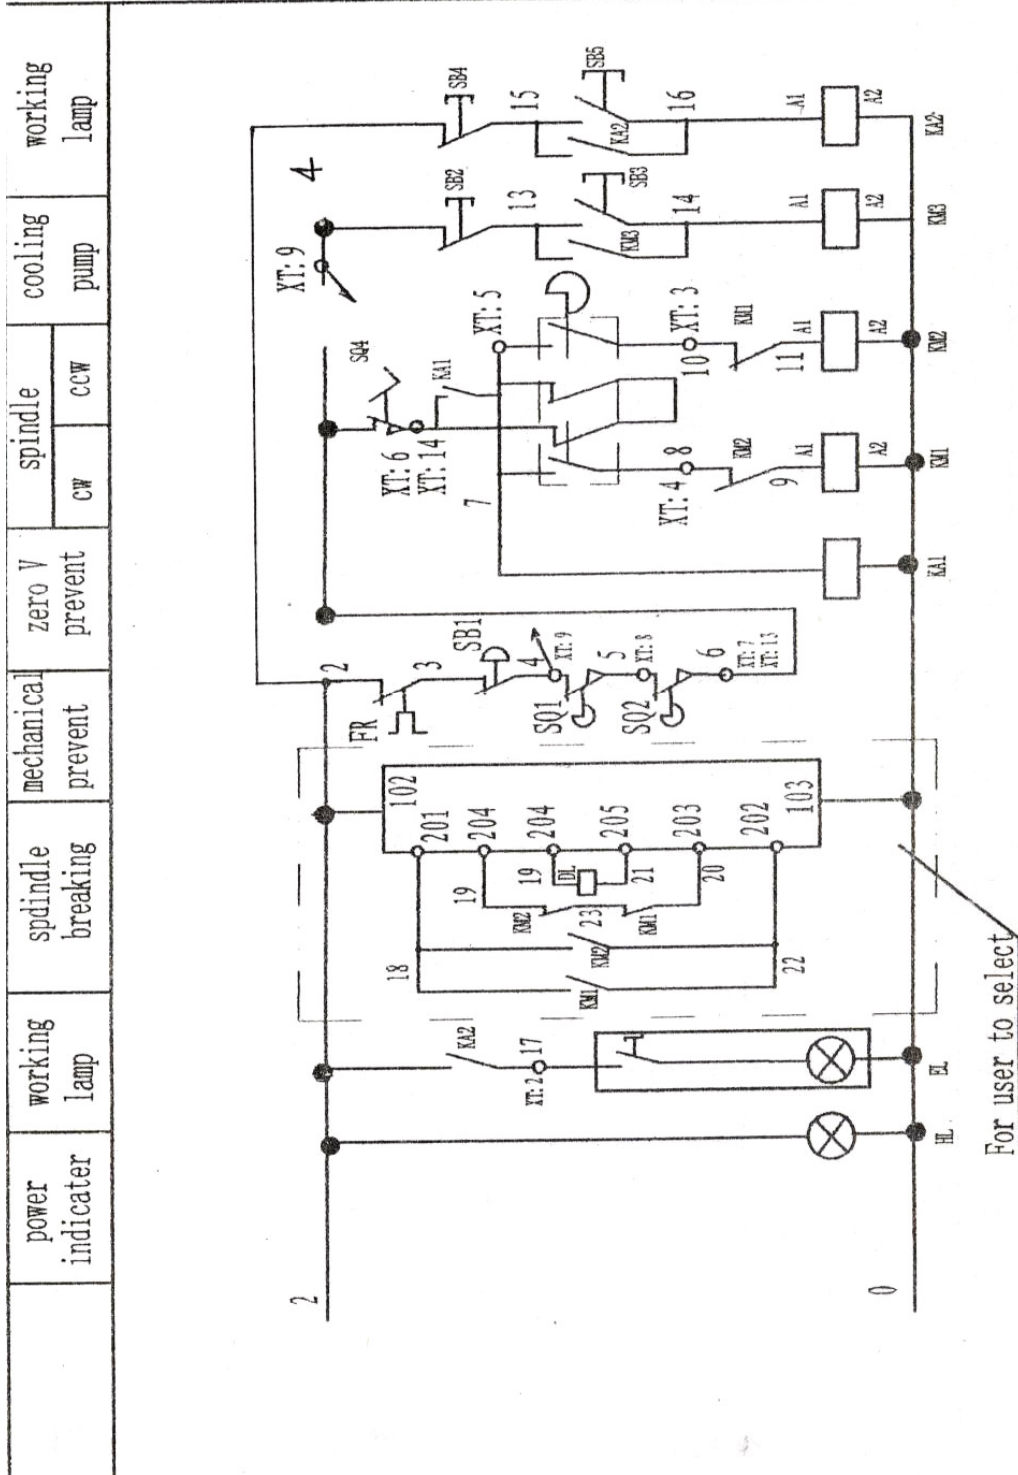 power
indicater
working
lamp
spdindle
breaking
mechanical
prevent
zero V
prevent
spindle
cw
ccw
cooling
pump
working
lamp
2
0
HL
KA2
XT:2
17
EL
18
KM1
KM2
22
19
KM2
23
KM1
20
19
DL
21
201
204
204
205
203
202
102
103
For user to select
2
FR
3
SB1
4
XT:9
SQ1
5
XT:8
SQ2
6
XT:7
XT:13
KA1
7
SQ4
XT:6
XT:14
KA1
XT:5
XT:4
8
KM2
9
A1
A2
KM1
XT:3
10
KM1
11
A1
A2
KM2
XT:9
4
SB2
13
KM3
SB3
14
A1
A2
KM3
SB4
15
KA2
SB5
16
A1
A2
KA2